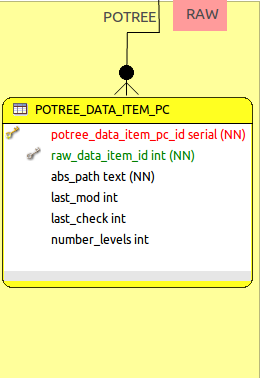 POTREE
RAW
POTREE_DATA_ITEM_PC
potree_data_item_pc_id serial (NN)
raw_data_item_id int (NN)
abs_path text (NN)
last_mod int
last_check int
number_levels int